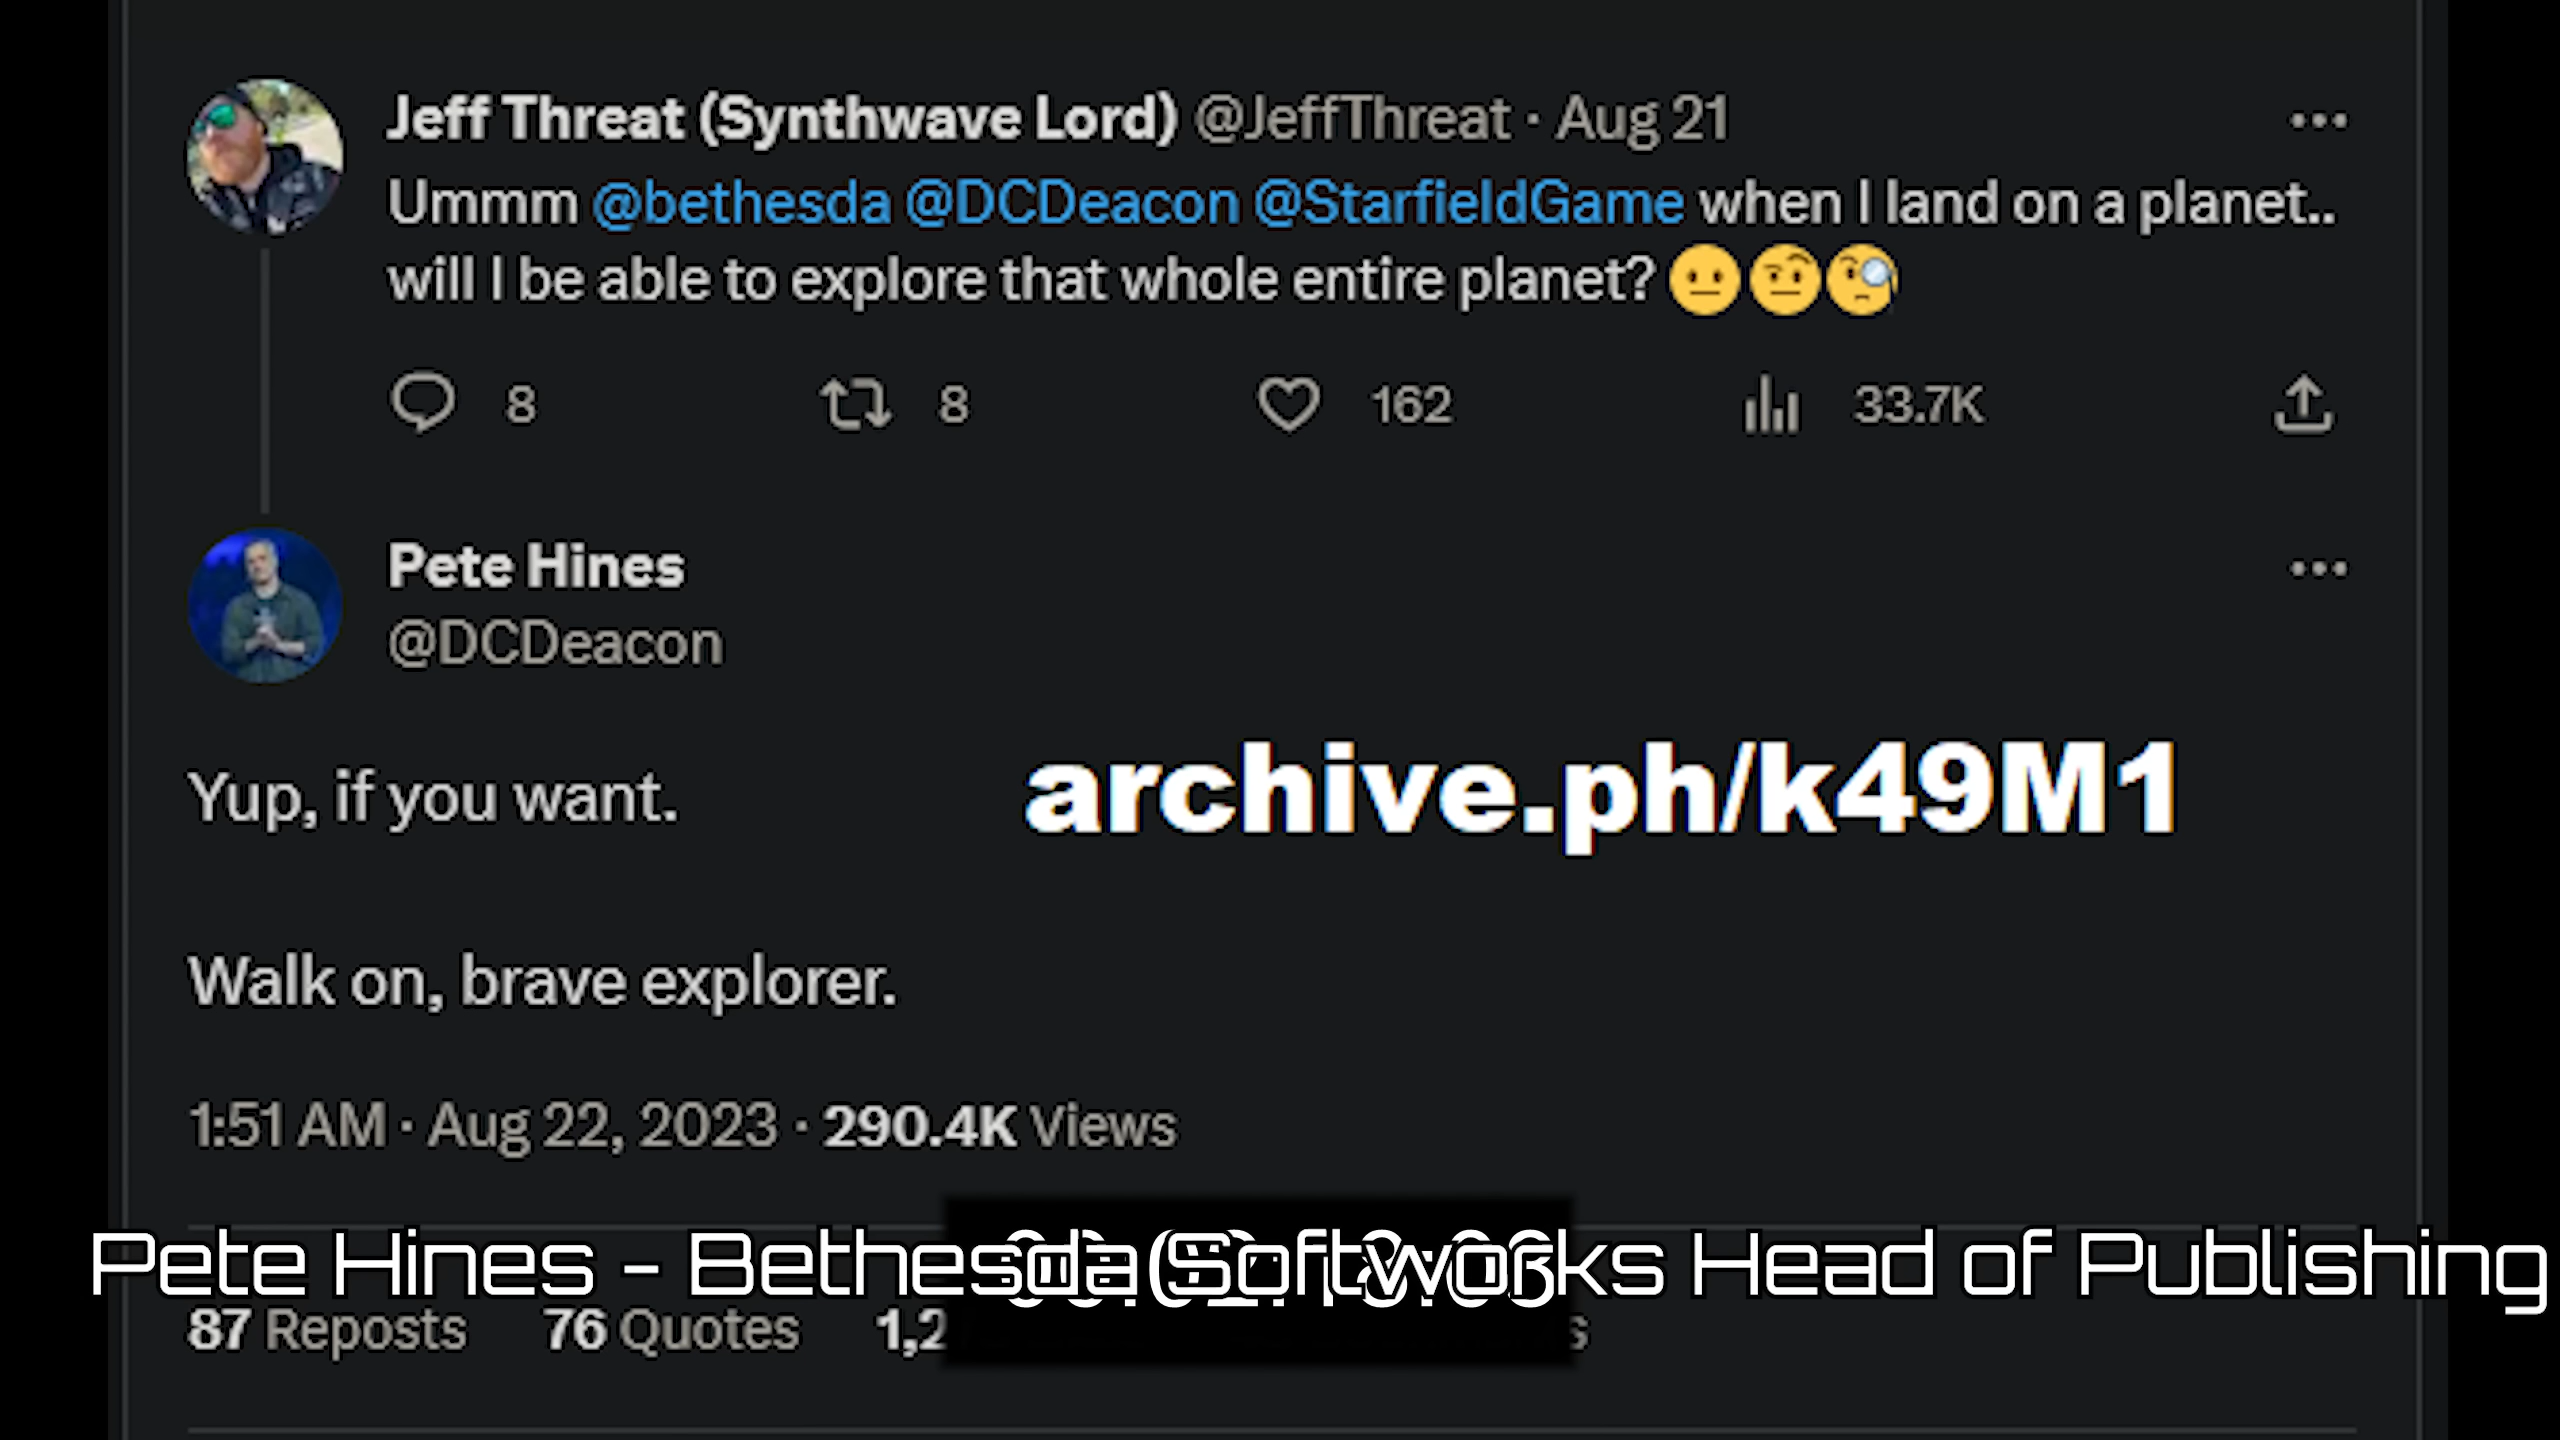 Jeff Threat (Synthwave Lord) @JeffThreat · Aug 21
Ummm @bethesda @DCDeacon @StarfieldGame when I land on a planet..
will I be able to explore that whole entire planet? 😐🤨🧐
8 8 162 33.7K
Pete Hines
@DCDeacon
Yup, if you want.
archive.ph/k49M1
Walk on, brave explorer.
1:51 AM · Aug 22, 2023 · 290.4K Views
Pete Hines - Bethesda Softworks Head of Publishing
87 Reposts 76 Quotes